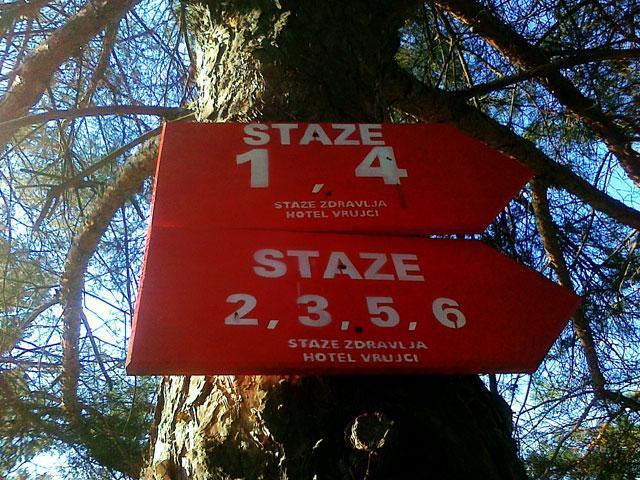 STAZE
1, 4
STAZE ZDRAVLJA
HOTEL VRUJCI
STAZE
2, 3, 5, 6
STAZE ZDRAVLJA
HOTEL VRUJCI